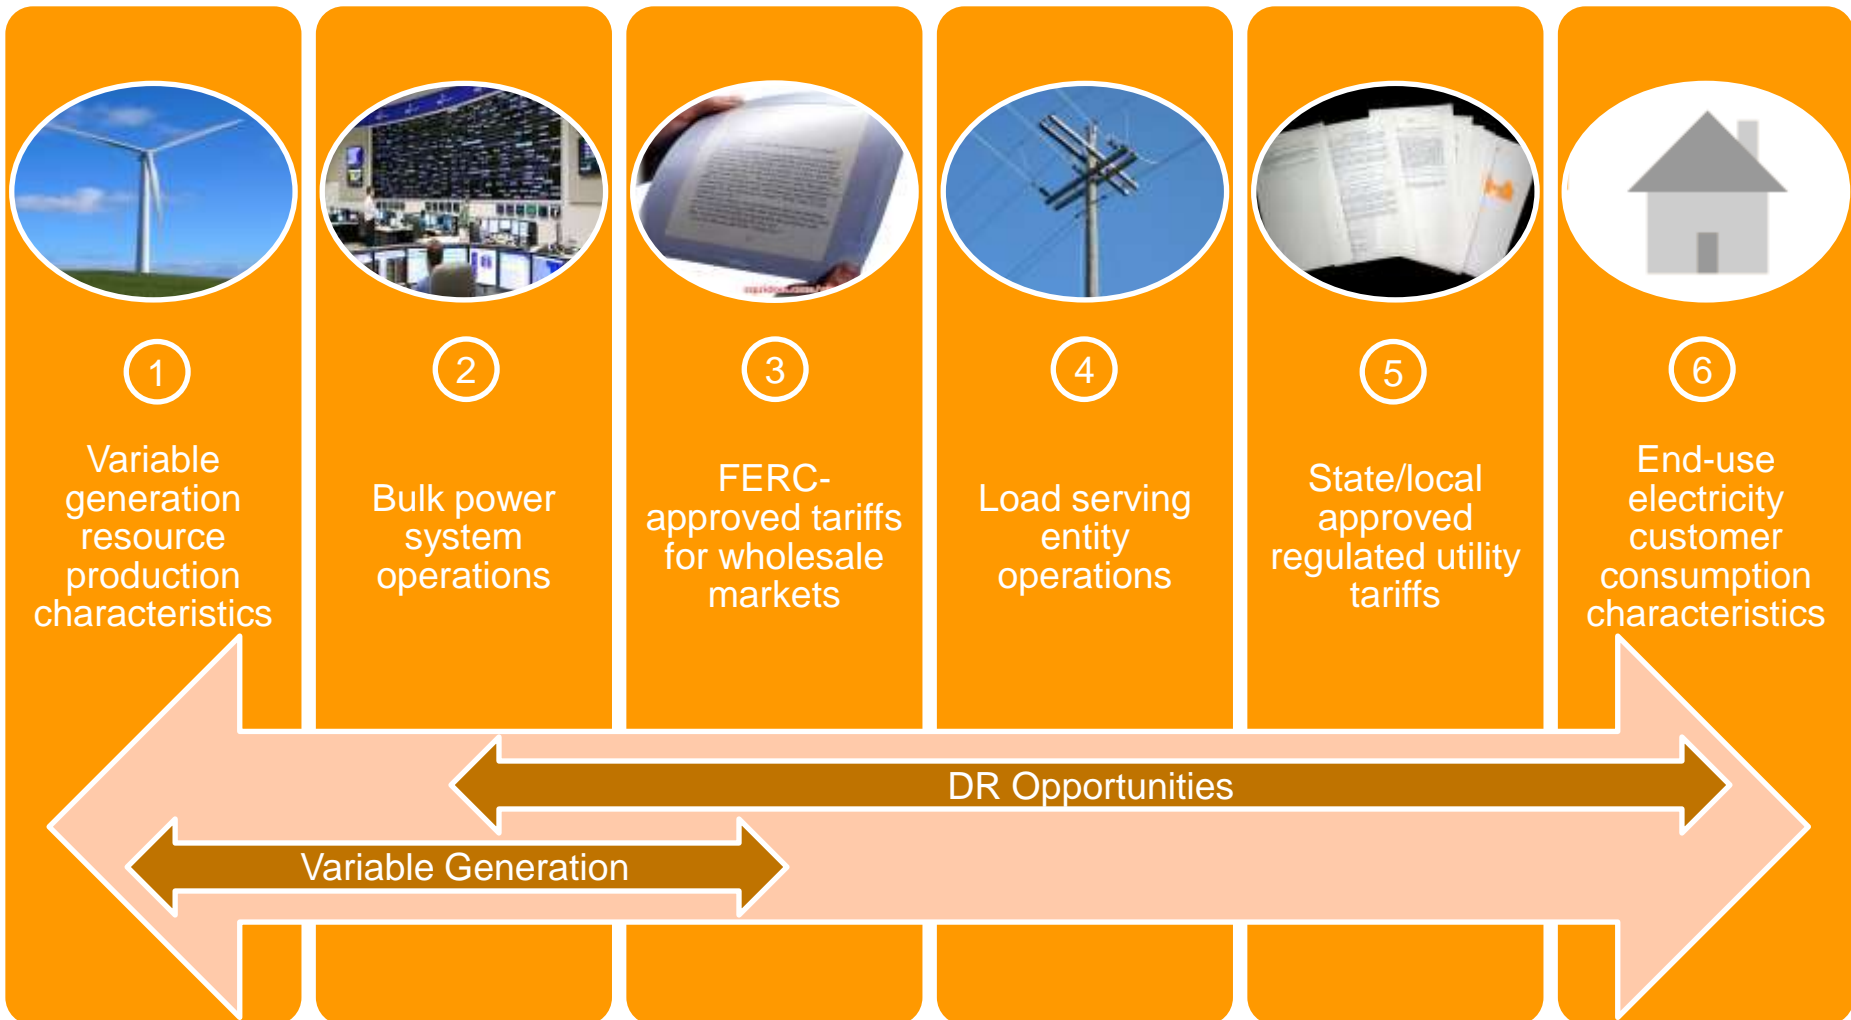 1
Variable
generation
resource
production
characteristics
2
Bulk power
system
operations
3
FERC-
approved tariffs
for wholesale
markets
4
Load serving
entity
operations
5
State/local
approved
regulated utility
tariffs
6
End-use
electricity
customer
consumption
characteristics
DR Opportunities
Variable Generation